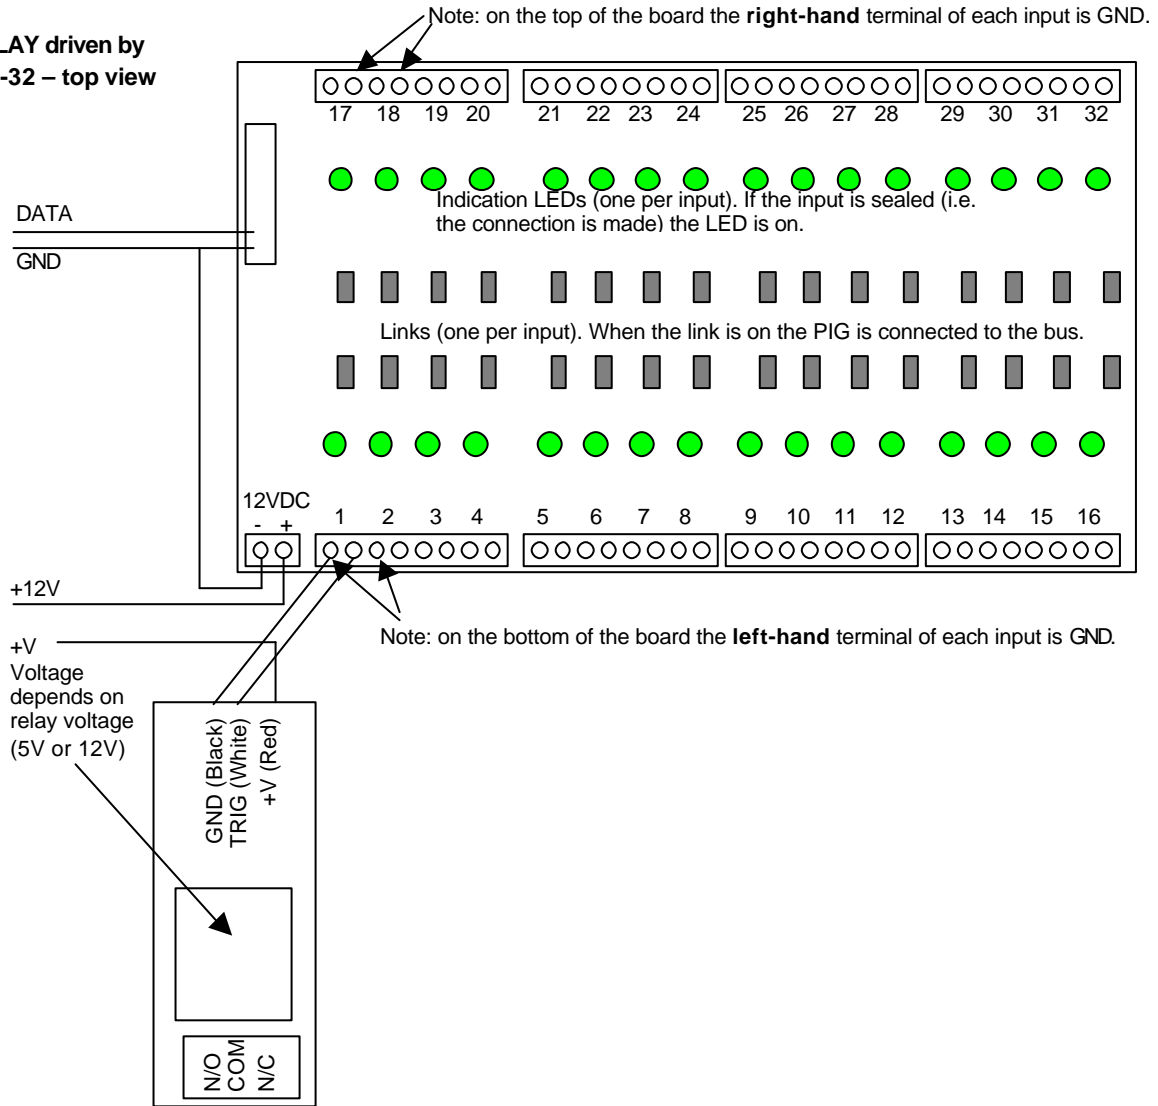 Note: on the top of the board the right-hand terminal of each input is GND.
LAY driven by
-32 – top view
17 18 19 20 21 22 23 24 25 26 27 28 29 30 31 32
Indication LEDs (one per input). If the input is sealed (i.e.
the connection is made) the LED is on.
DATA
GND
Links (one per input). When the link is on the PIG is connected to the bus.
12VDC
- +
1 2 3 4 5 6 7 8 9 10 11 12 13 14 15 16
+12V
Note: on the bottom of the board the left-hand terminal of each input is GND.
+V
Voltage
depends on
relay voltage
(5V or 12V)
GND (Black)
TRIG (White)
+V (Red)
N/O
COM
N/C